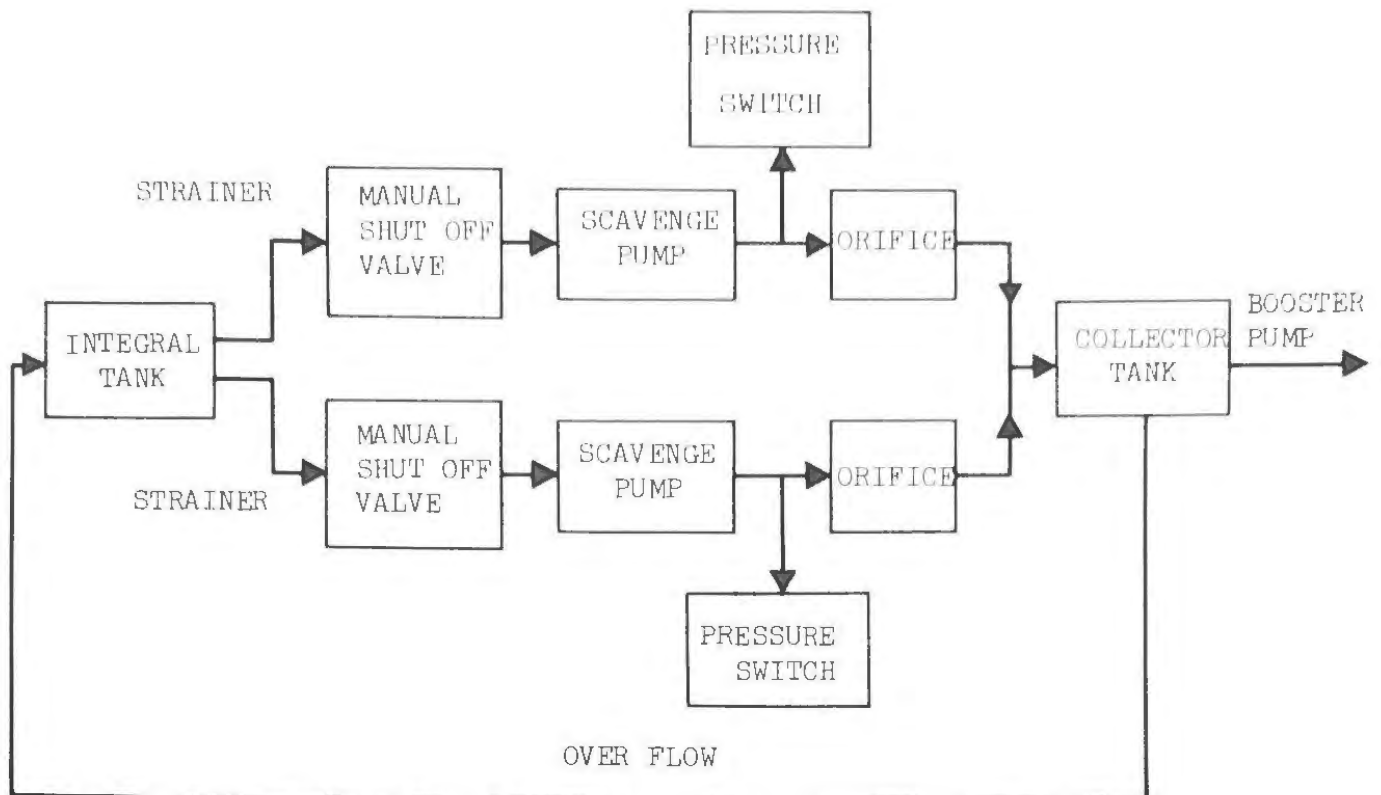 PRESSURE
SWITCH
STRAINER
MANUAL
SHUT OFF
VALVE
SCAVENGE
PUMP
ORIFICE
INTEGRAL
TANK
COLLECTOR
TANK
BOOSTER
PUMP
STRAINER
MANUAL
SHUT OFF
VALVE
SCAVENGE
PUMP
ORIFICE
PRESSURE
SWITCH
OVER FLOW